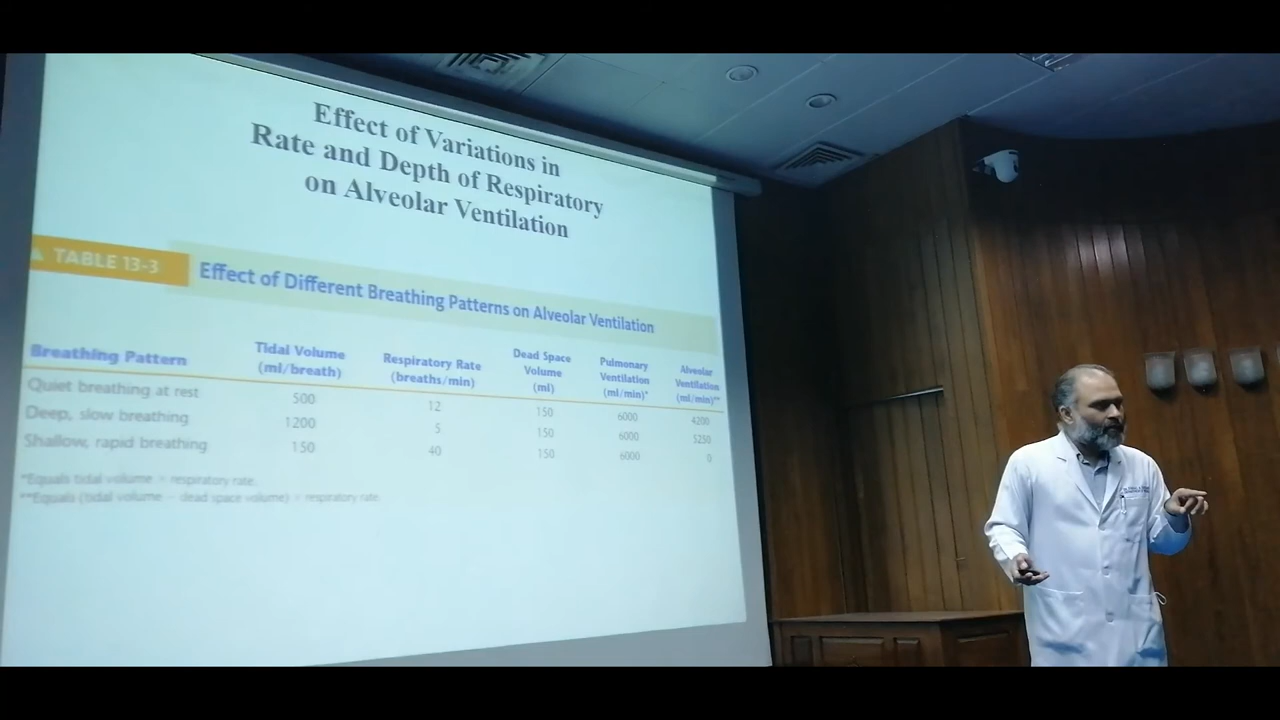 Effect of Variations in
Rate and Depth of Respiratory
on Alveolar Ventilation
▲ TABLE 13-3 Effect of Different Breathing Patterns on Alveolar Ventilation
Breathing Pattern Tidal Volume (ml/breath) Respiratory Rate (breaths/min) Dead Space Volume (ml) Pulmonary Ventilation (ml/min)* Alveolar Ventilation (ml/min)**
Quiet breathing at rest 500 12 150 6000 4200
Deep, slow breathing 1200 5 150 6000 5250
Shallow, rapid breathing 150 40 150 6000 0
*Equals tidal volume × respiratory rate.
**Equals (tidal volume − dead space volume) × respiratory rate.